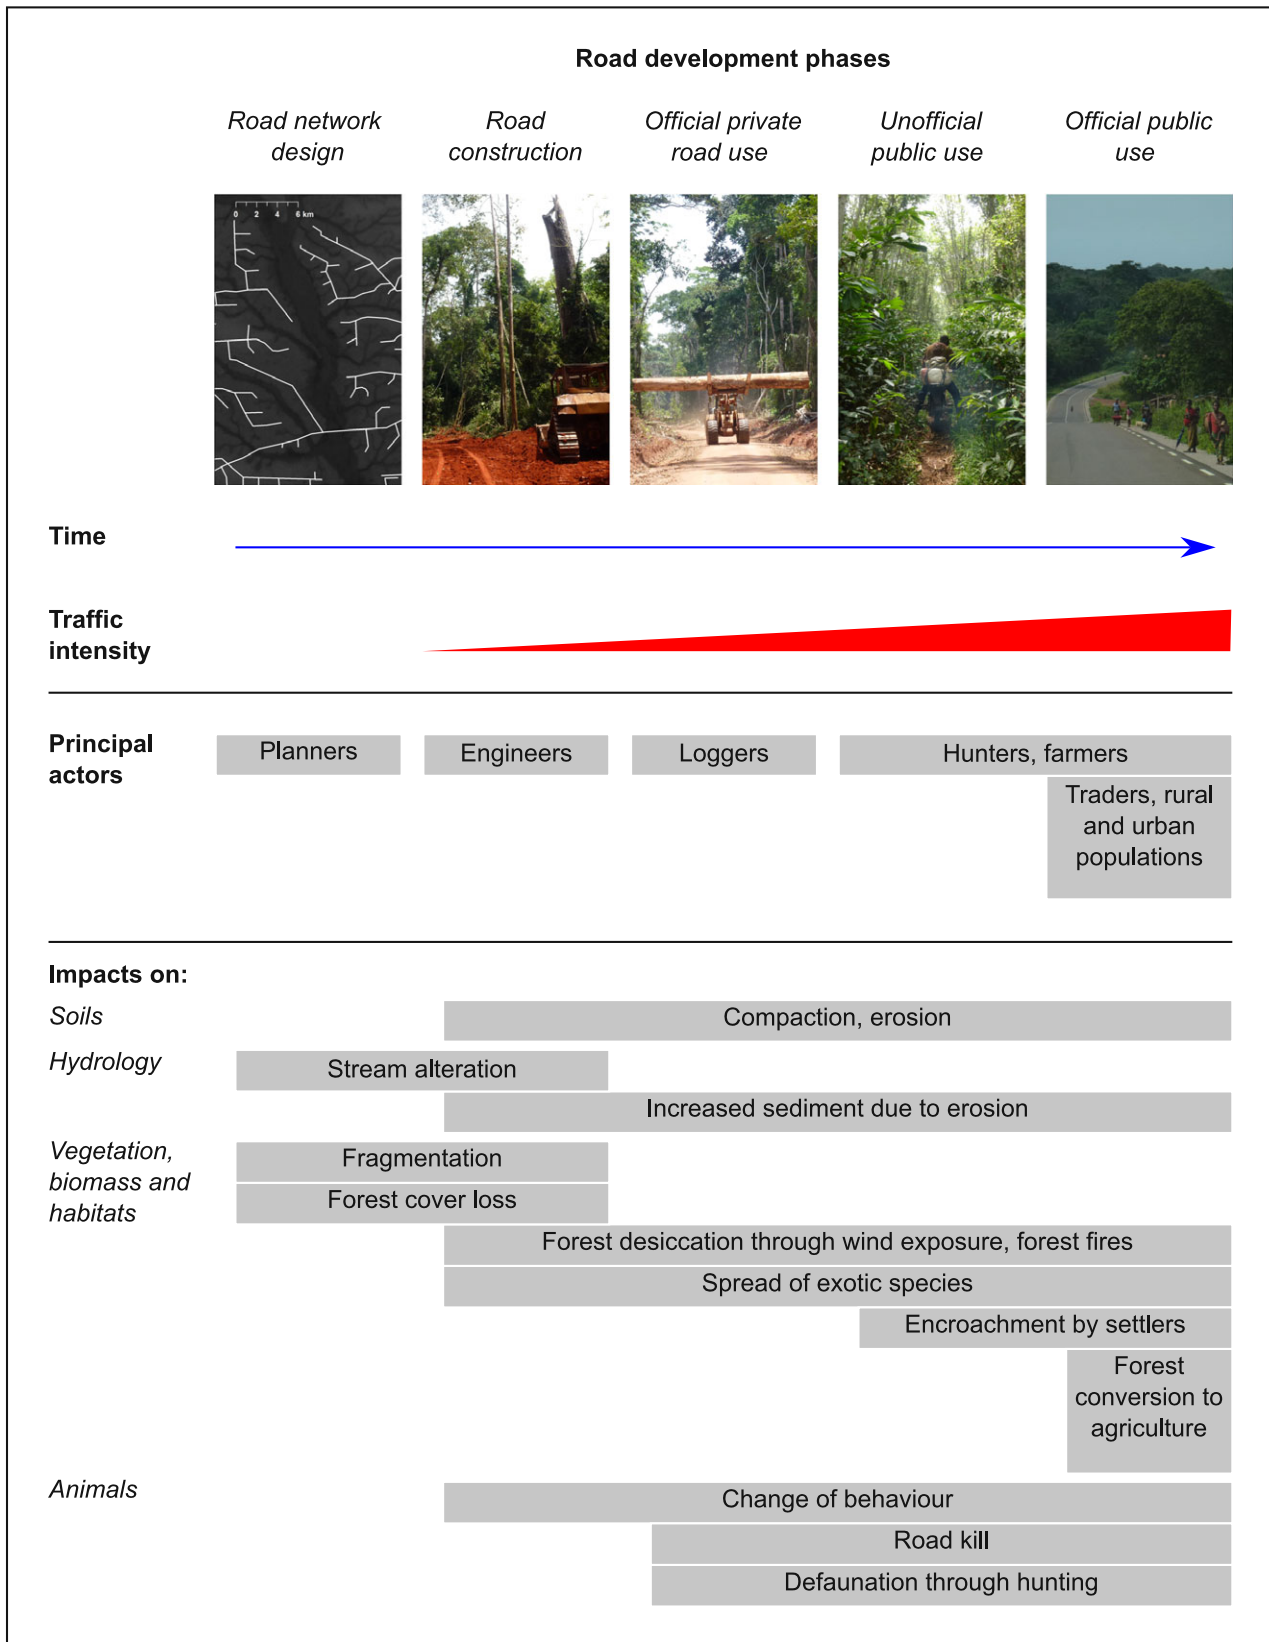 Road development phases
Road network
design
Road
construction
Official private
road use
Unofficial
public use
Official public
use
0 2 4 6 km
Time
Traffic
intensity
Principal
actors
Planners
Engineers
Loggers
Hunters, farmers
Traders, rural
and urban
populations
Impacts on:
Soils
Compaction, erosion
Hydrology
Stream alteration
Increased sediment due to erosion
Vegetation,
biomass and
habitats
Fragmentation
Forest cover loss
Forest desiccation through wind exposure, forest fires
Spread of exotic species
Encroachment by settlers
Forest
conversion to
agriculture
Animals
Change of behaviour
Road kill
Defaunation through hunting